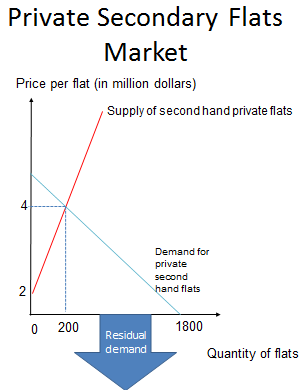 Private Secondary Flats
Market
Price per flat (in million dollars)
Supply of second hand private flats
4
Demand for
private
second
hand flats
2
0
200
1800
Residual
demand
Quantity of flats